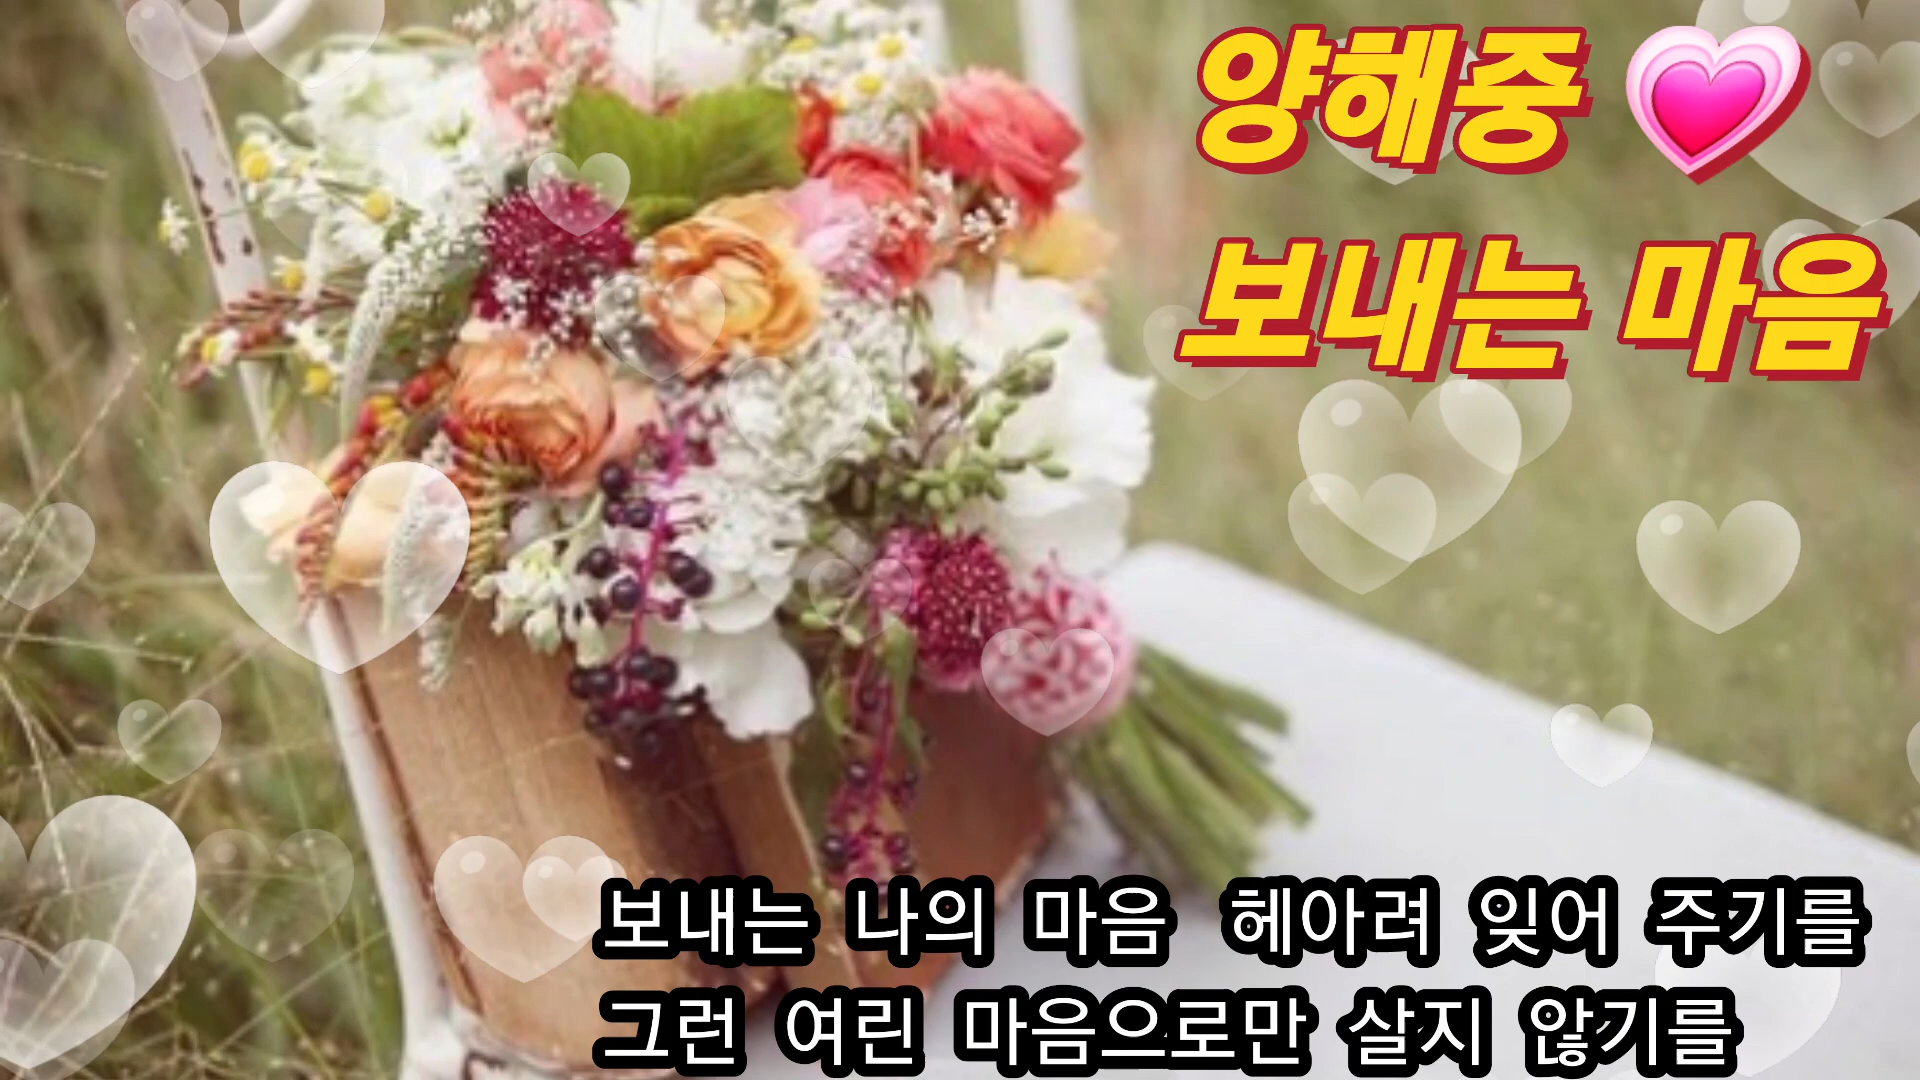 양해중 💗
보내는 마음
보내는 나의 마음 헤아려 잊어 주기를
그런 여린 마음으로만 살지 않기를